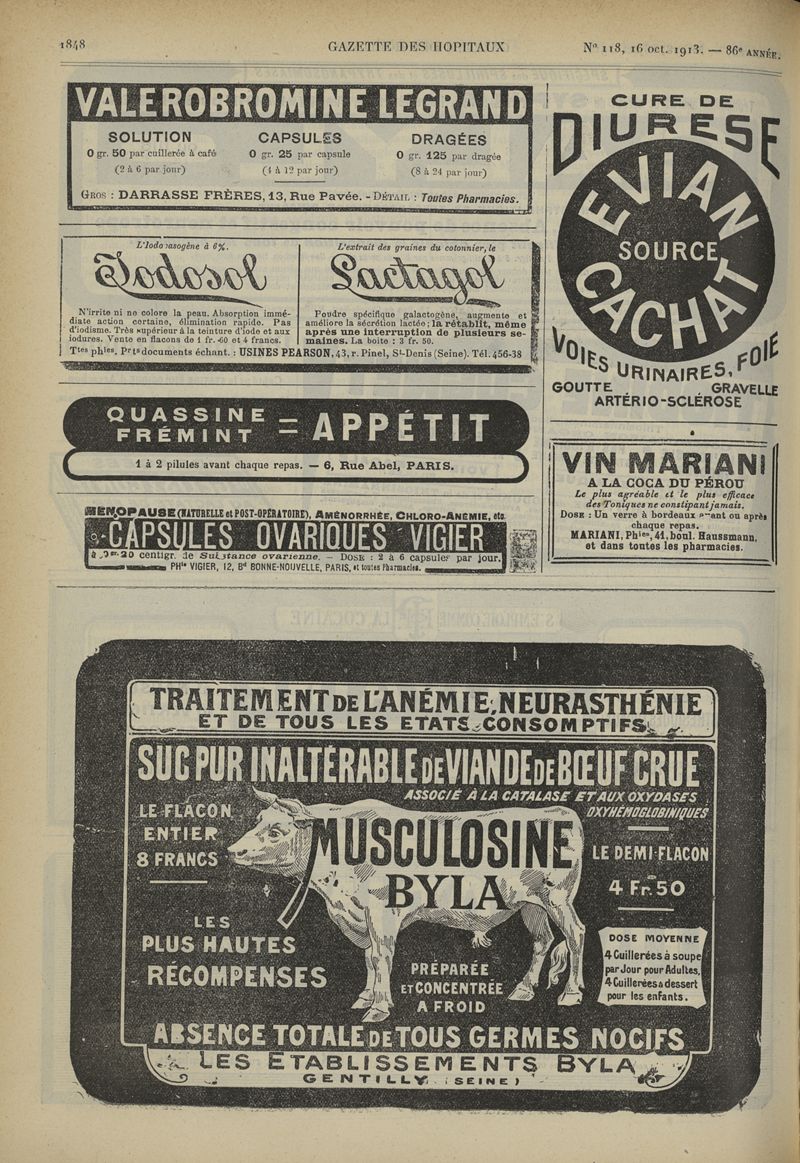 1848
GAZETTE DES HOPITAUX
N° 118, 16 oct. 1913. — 86e ANNÉE.
VALEROBROMINE LEGRAND
SOLUTION
0 gr. 50 par cuillerée à café
(2 à 6 par jour)
CAPSULES
0 gr. 25 par capsule
(4 à 12 par jour)
DRAGÉES
0 gr. 125 par dragée
(8 à 24 par jour)
GROS : DARRASSE FRÈRES, 13, Rue Pavée. - DÉTAIL : Toutes Pharmacies.
L'Iodovasogène à 6%.
Iodosol
N'irrite ni ne colore la peau. Absorption immé-
diate action certaine, élimination rapide. Pas
d'iodisme. Très supérieur à la teinture d'iode et aux
iodures. Vente en flacons de 1 fr. 60 et 4 francs.
L'extrait des graines du cotonnier, le
Lactagol
Poudre spécifique galactogène, augmente et
améliore la sécrétion lactée; la rétablit, même
après une interruption de plusieurs se-
maines. La boite : 3 fr. 50.
Ttes phies. Prts documents échant. : USINES PEARSON, 43, r. Pinel, St-Denis (Seine). Tél. 456-38
QUASSINE
FRÉMINT = APPÉTIT
1 à 2 pilules avant chaque repas. — 6, Rue Abel, PARIS.
MENOPAUSE (NATURELLE et POST-OPÉRATOIRE), AMÉNORRHÉE, CHLORO-ANEMIE, etc.
CAPSULES OVARIQUES VIGIER
20 centigr. de Substance ovarienne. — DOSE : 2 à 6 capsules par jour.
PHie VIGIER, 12, Bd BONNE-NOUVELLE, PARIS, et toutes Pharmacies.
CURE DE
DIURESE
EVIAN
SOURCE
CACHAT
VOIES URINAIRES, FOIE
GOUTTE GRAVELLE
ARTÉRIO-SCLÉROSE
VIN MARIANI
A LA COCA DU PÉROU
Le plus agréable et le plus efficace
des Toniques ne constipant jamais.
DOSE : Un verre à bordeaux avant ou après
chaque repas.
MARIANI, Phien, 41, boul. Haussmann,
et dans toutes les pharmacies.
TRAITEMENT DE L'ANÉMIE, NEURASTHÉNIE
ET DE TOUS LES ETATS CONSOMPTIFS
SUC PUR INALTÉRABLE DE VIANDE DE BŒUF CRUE
ASSOCIÉ À LA CATALASE ET AUX OXYDASES
OXYHÉMOGLOBINIQUES
LE FLACON
ENTIER
8 FRANCS
MUSCULOSINE
BYLA
LE DEMI-FLACON
4 Fr. 50
LES
PLUS HAUTES
RÉCOMPENSES
PRÉPARÉE
ET CONCENTRÉE
A FROID
DOSE MOYENNE
4 Cuillerées à soupe
par Jour pour Adultes,
4 Cuillerées à dessert
pour les enfants.
ABSENCE TOTALE DE TOUS GERMES NOCIFS
LES ETABLISSEMENTS BYLA
GENTILLY (SEINE)